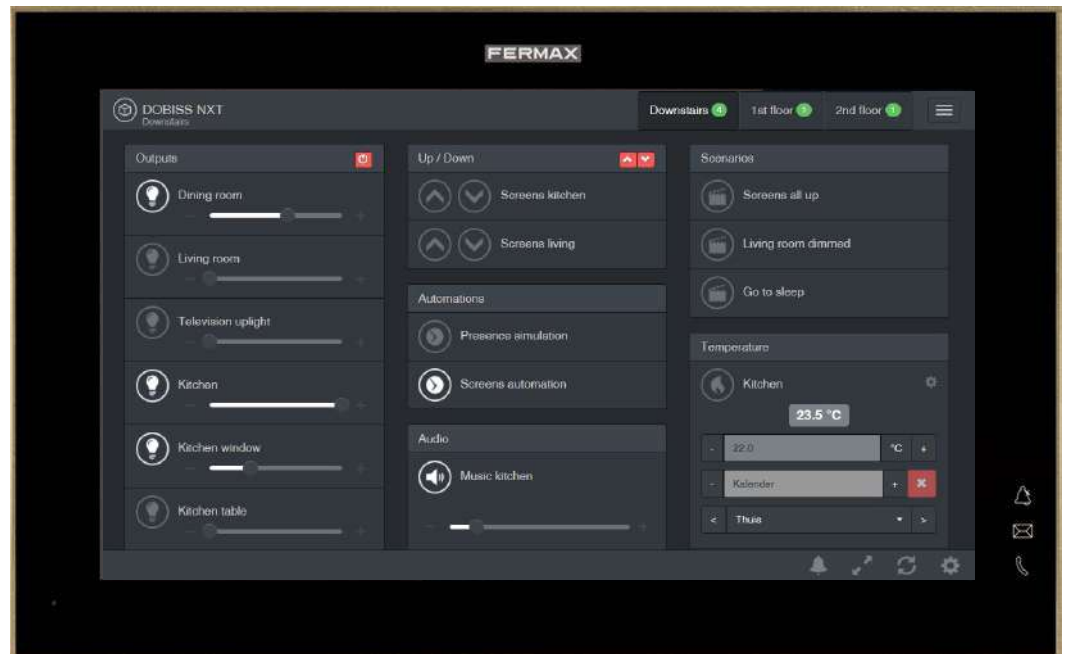 FERMAX
DOBISS NXT
Downstairs
Downstairs 4
1st floor
2nd floor
Outputs
Dining room
Living room
Television uplight
Kitchen
Kitchen window
Kitchen table
Up / Down
Screens kitchen
Screens living
Automations
Presence simulation
Screens automation
Audio
Music kitchen
Scenarios
Screens all up
Living room dimmed
Go to sleep
Temperature
Kitchen
23.5 °C
- 22.0 °C +
- Kalender + ✖
< Thuis >